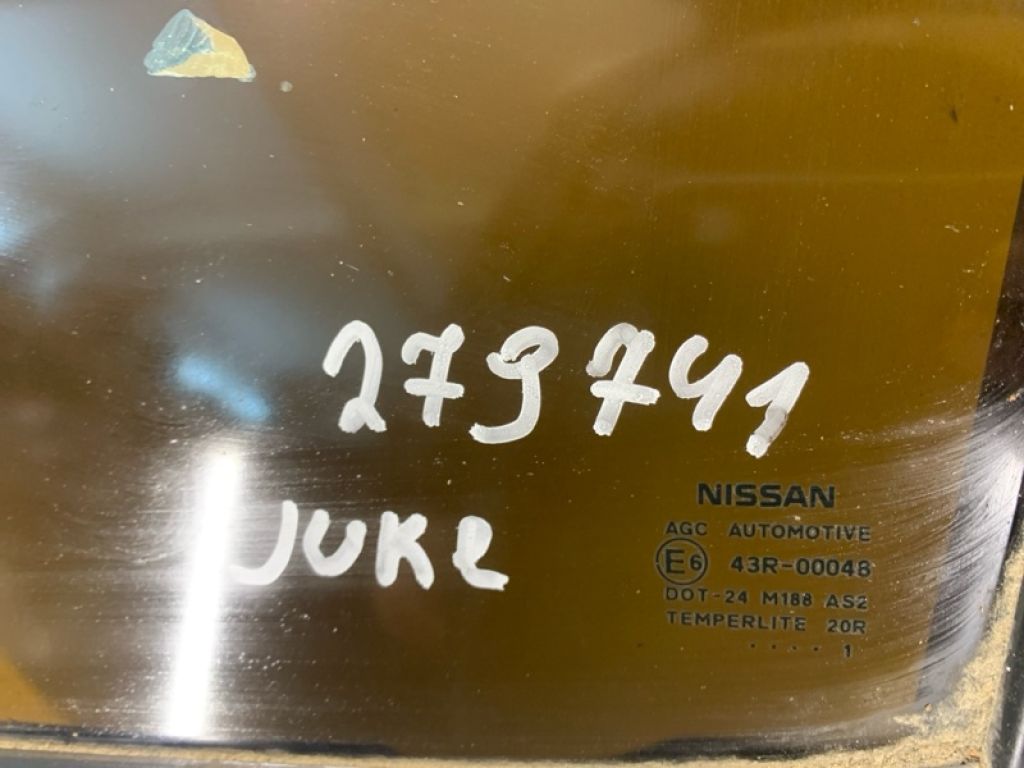 279741
JUKe
NISSAN
AGC AUTOMOTIVE
E6 43R-00048
DOT-24 M188 AS2
TEMPERLITE 20R
. . . . 1